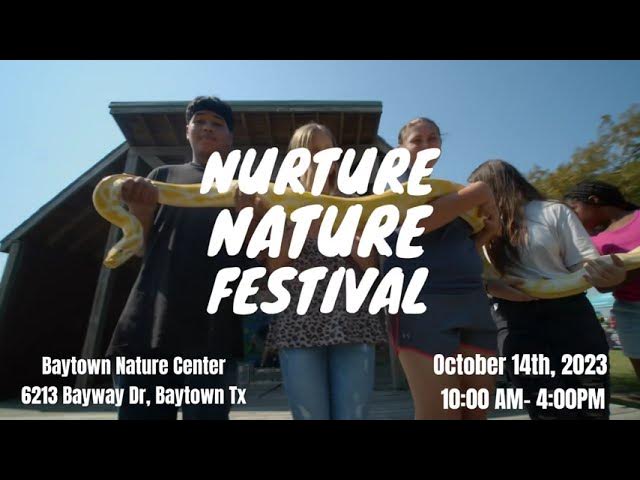 NURTURE
NATURE
FESTIVAL
Baytown Nature Center
6213 Bayway Dr, Baytown Tx
October 14th, 2023
10:00 AM- 4:00PM